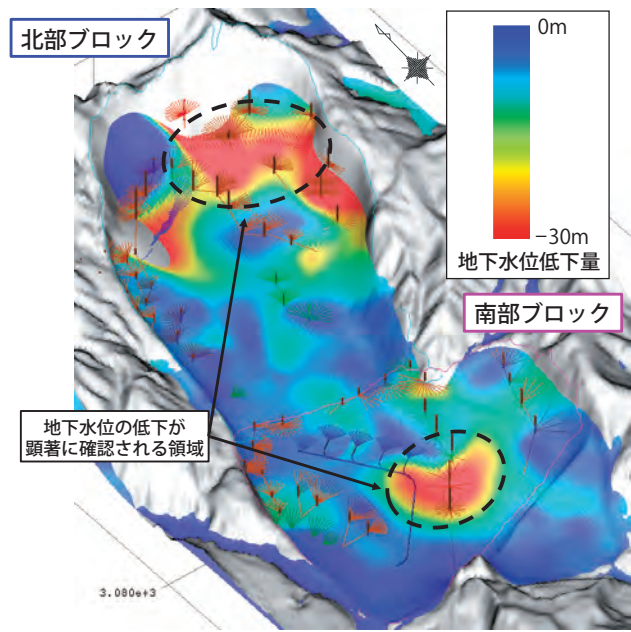 北部ブロック
0m
-30m
地下水位低下量
南部ブロック
地下水位の低下が
顕著に確認される領域
3.080e+3